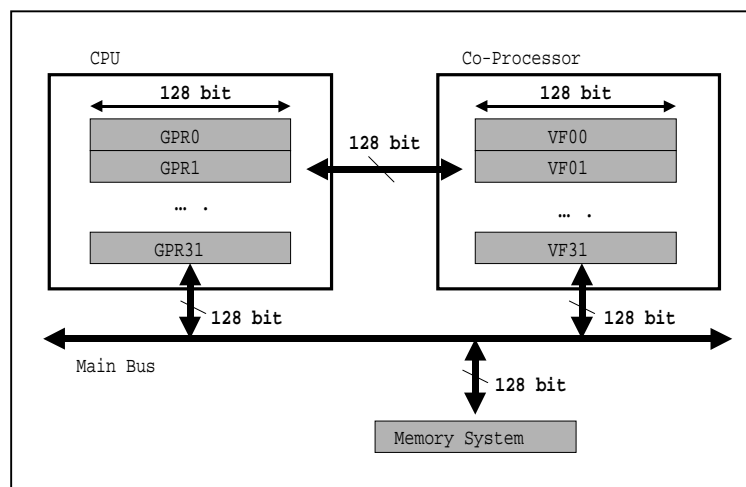 CPU
Co-Processor
128 bit
128 bit
GPR0
128 bit
VF00
GPR1
VF01
… .
… .
GPR31
VF31
128 bit
128 bit
Main Bus
128 bit
Memory System